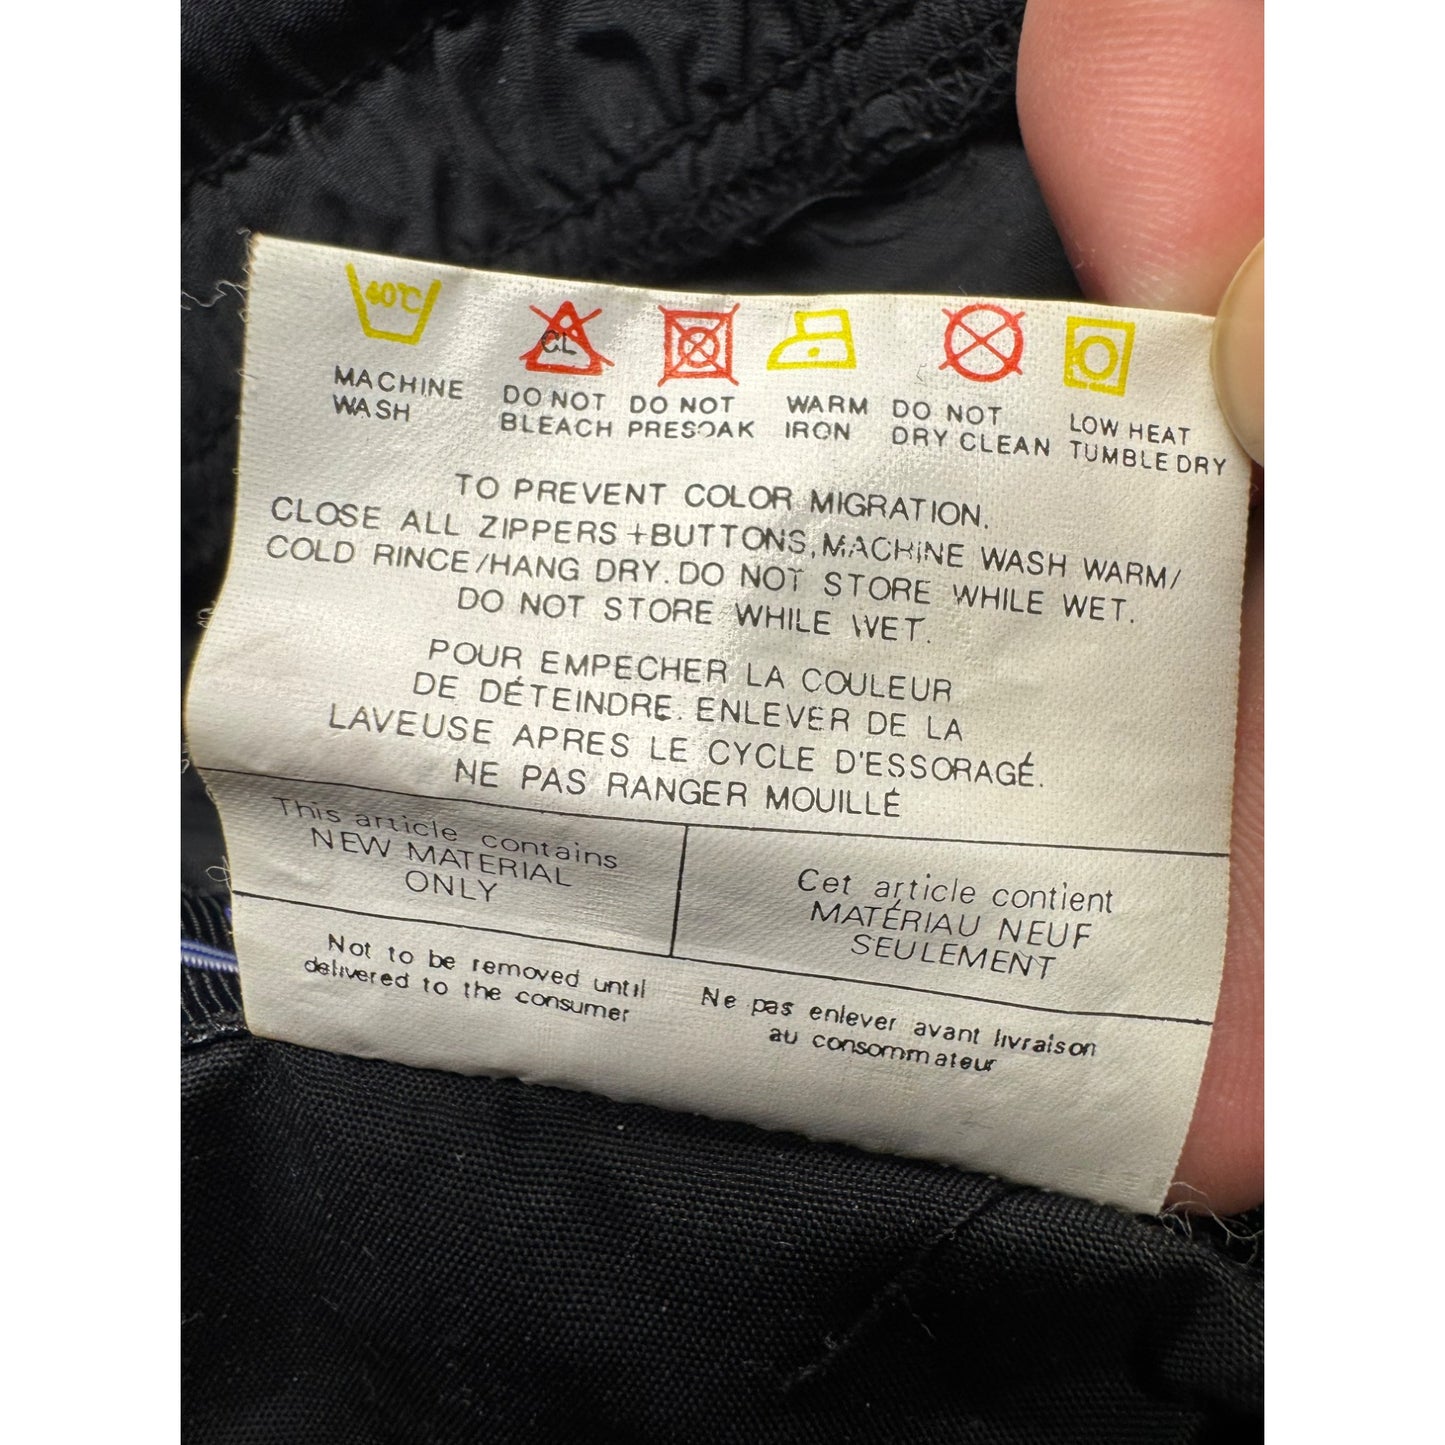 40℃
CL
MACHINE
WASH
DO NOT
BLEACH
DO NOT
PRESOAK
WARM
IRON
DO NOT
DRY CLEAN
LOW HEAT
TUMBLE DRY
TO PREVENT COLOR MIGRATION.
CLOSE ALL ZIPPERS +BUTTONS, MACHINE WASH WARM/
COLD RINCE/HANG DRY. DO NOT STORE WHILE WET.
DO NOT STORE WHILE WET.
POUR EMPECHER LA COULEUR
DE DÉTEINDRE. ENLEVER DE LA
LAVEUSE APRES LE CYCLE D'ESSORAGÉ.
NE PAS RANGER MOUILLÉ
This article contains
NEW MATERIAL
ONLY
Cet article contient
MATÉRIAU NEUF
SEULEMENT
Not to be removed until
delivered to the consumer
Ne pas enlever avant livraison
au consommateur